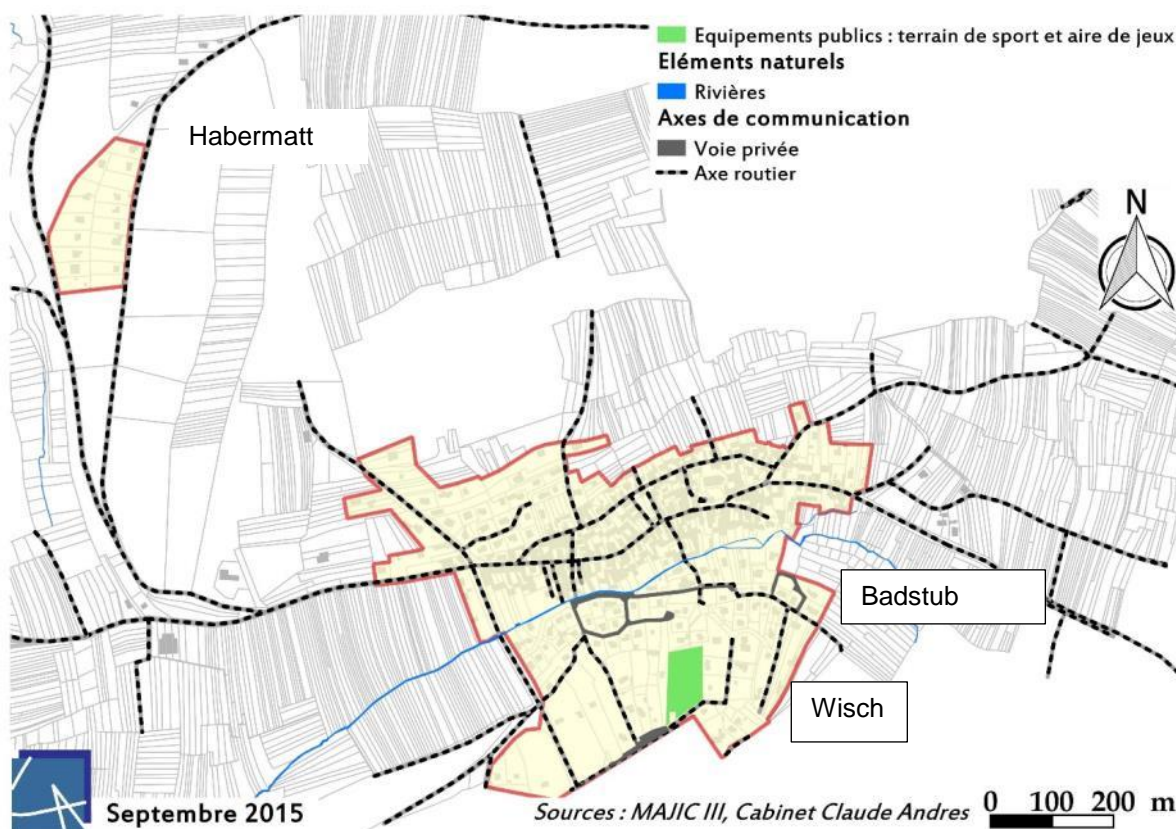 Equipements publics : terrain de sport et aire de jeux
Eléments naturels
Rivières
Axes de communication
Voie privée
Axe routier
Habermatt
N
Badstub
Wisch
Septembre 2015
Sources : MAJIC III, Cabinet Claude Andres
0 100 200 m